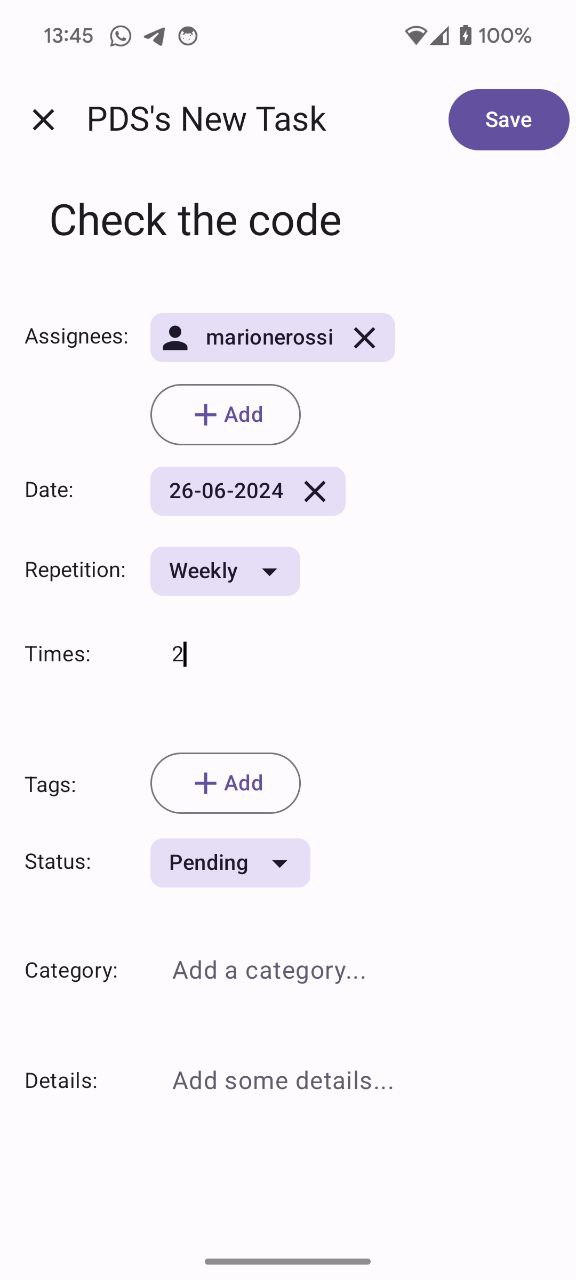 13:45 100%
PDS's New Task Save
Check the code
Assignees: marionerossi
Add
Date: 26-06-2024
Repetition: Weekly
Times: 2
Tags: Add
Status: Pending
Category: Add a category...
Details: Add some details...